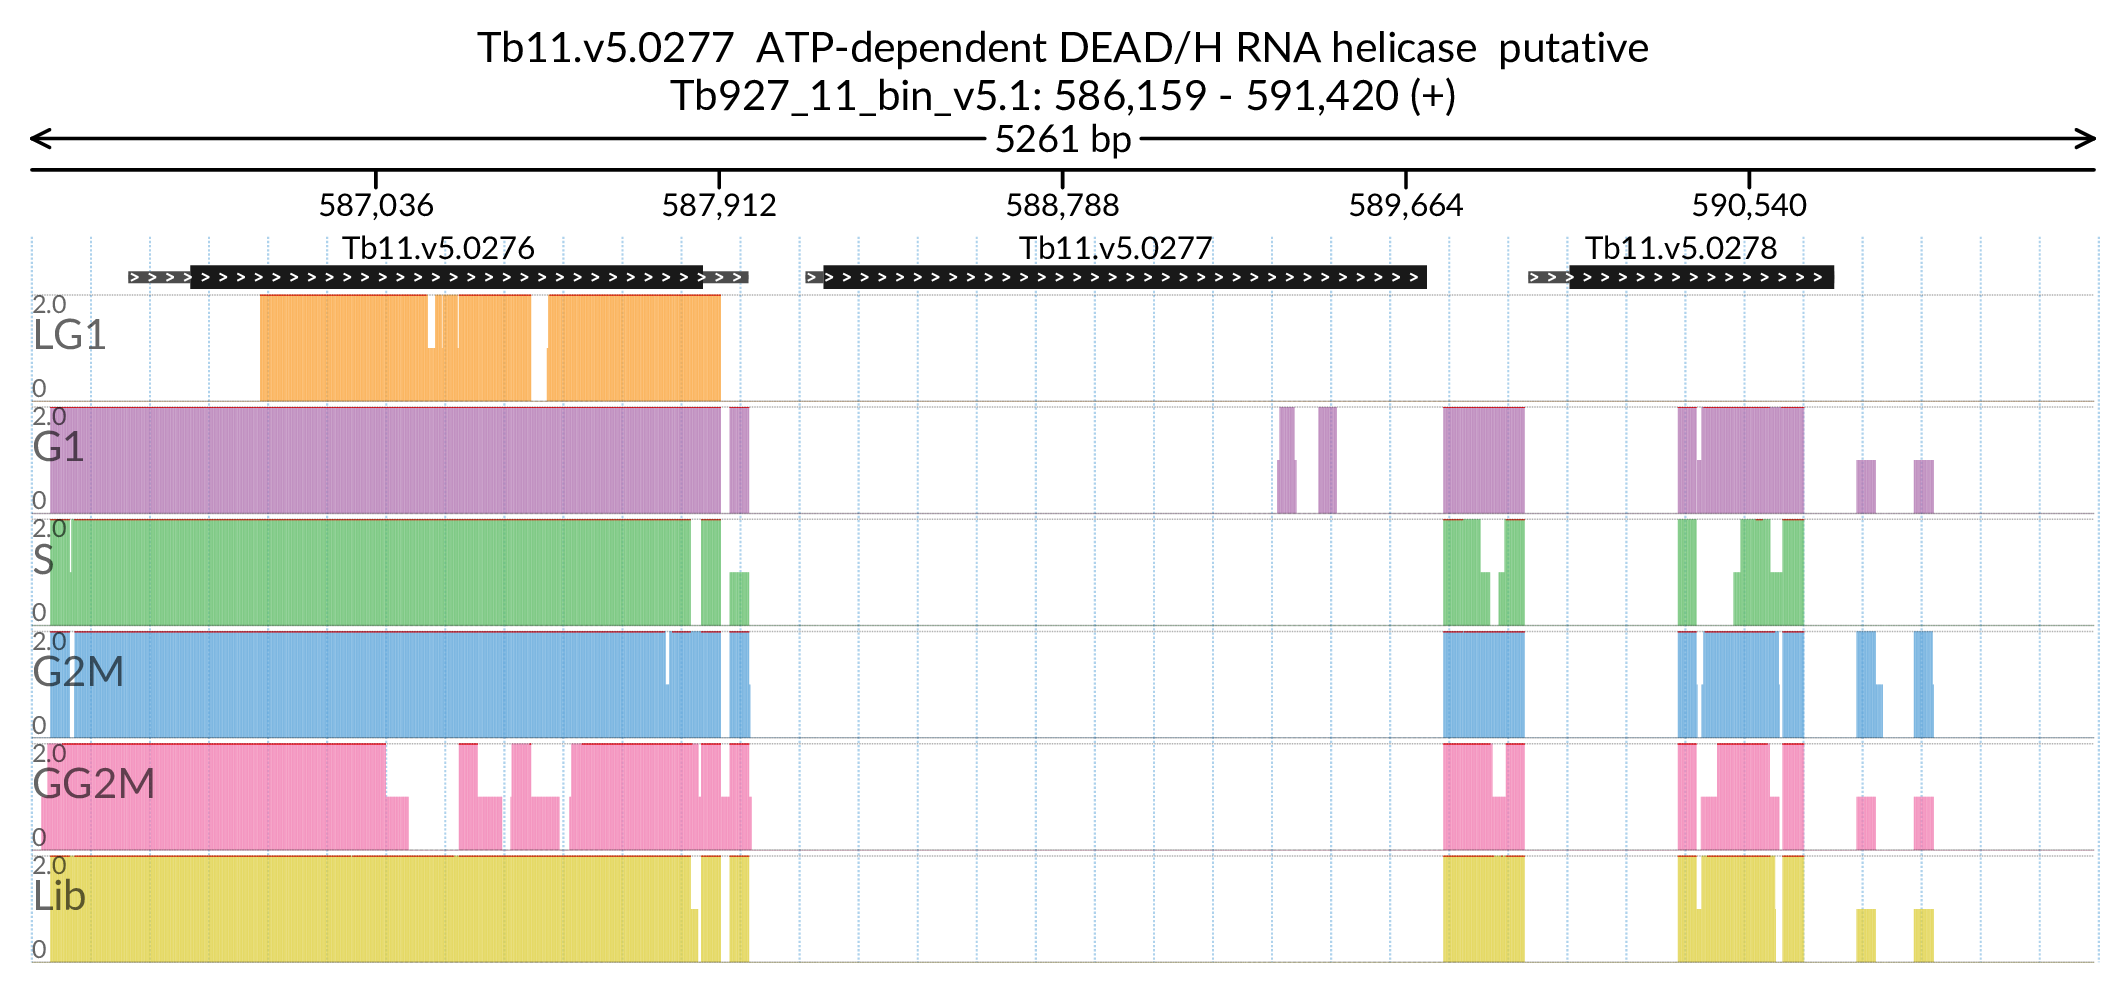 Tb11.v5.0277 ATP-dependent DEAD/H RNA helicase putative
Tb927_11_bin_v5.1: 586,159 - 591,420 (+)
5261 bp
587,036 587,912 588,788 589,664 590,540
Tb11.v5.0276 Tb11.v5.0277 Tb11.v5.0278
2.0
LG1
0
2.0
G1
0
2.0
S
0
2.0
G2M
0
2.0
GG2M
0
2.0
Lib
0